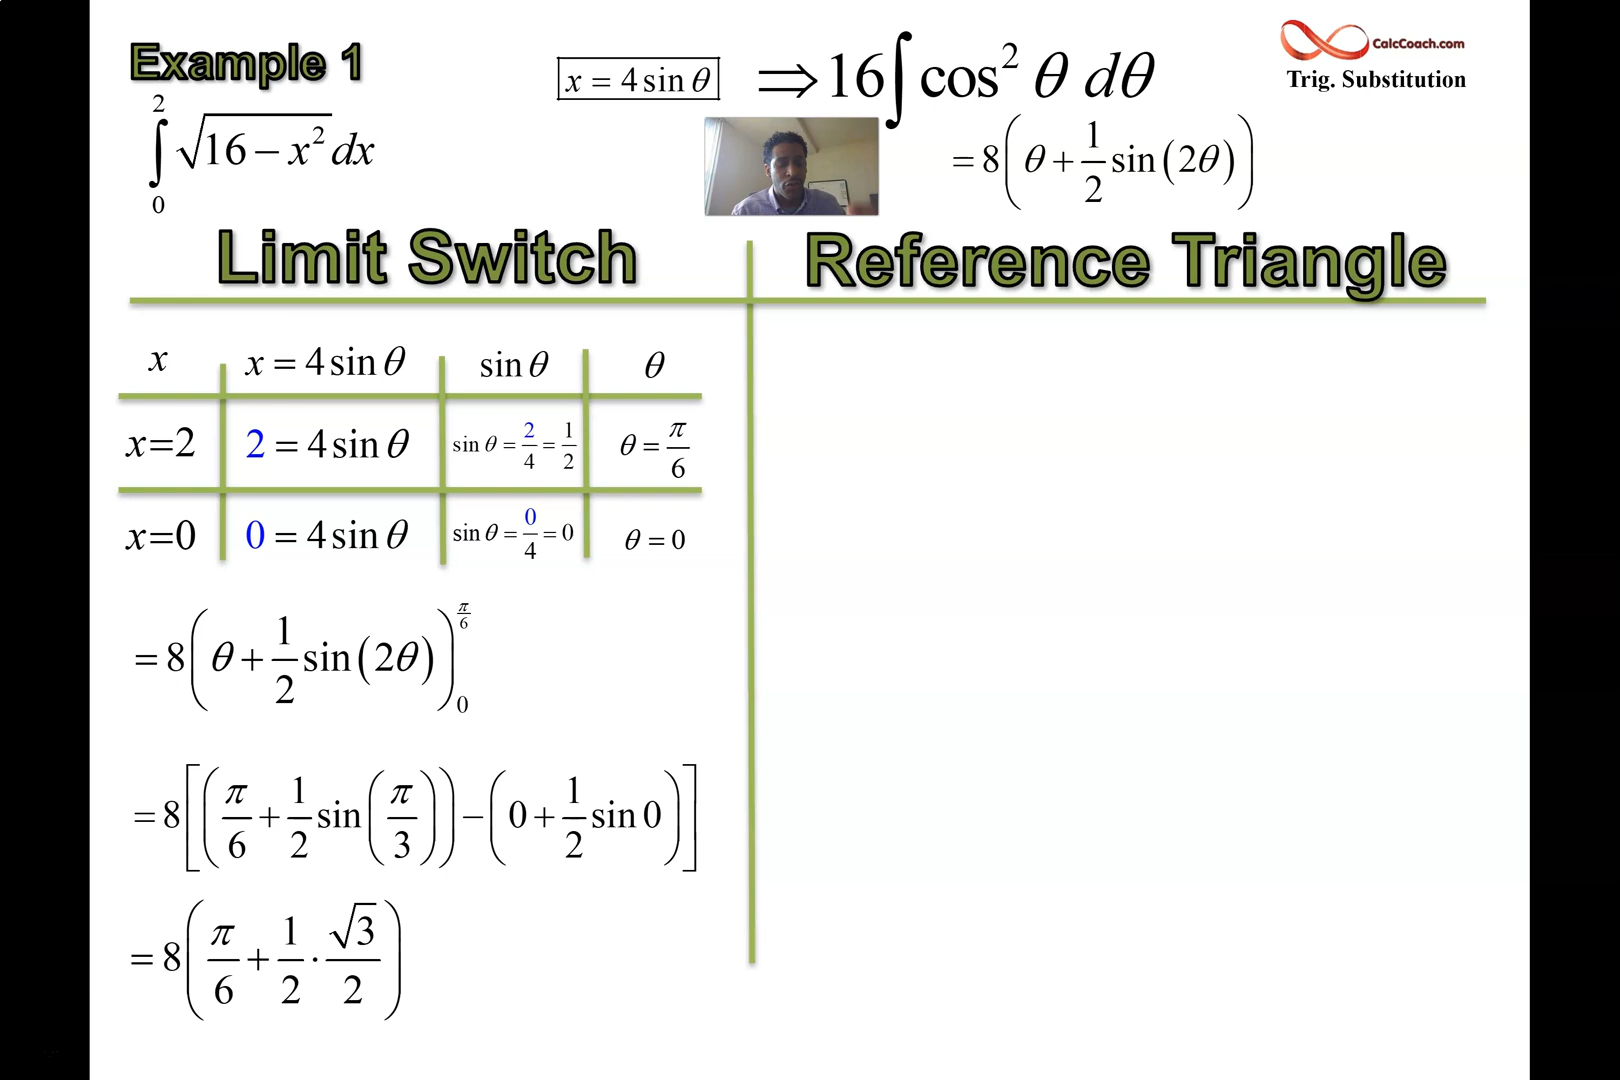 Example 1
∫₀² √(16 − x²) dx
x = 4 sin θ
⇒ 16 ∫ cos² θ dθ
= 8(θ + 1/2 sin(2θ))
CalcCoach.com
Trig. Substitution
Limit Switch
x | x = 4 sin θ | sin θ | θ
x=2 | 2 = 4 sin θ | sin θ = 2/4 = 1/2 | θ = π/6
x=0 | 0 = 4 sin θ | sin θ = 0/4 = 0 | θ = 0
= 8(θ + 1/2 sin(2θ))₀^(π/6)
= 8[(π/6 + 1/2 sin(π/3)) − (0 + 1/2 sin 0)]
= 8(π/6 + 1/2 · √3/2)
Reference Triangle